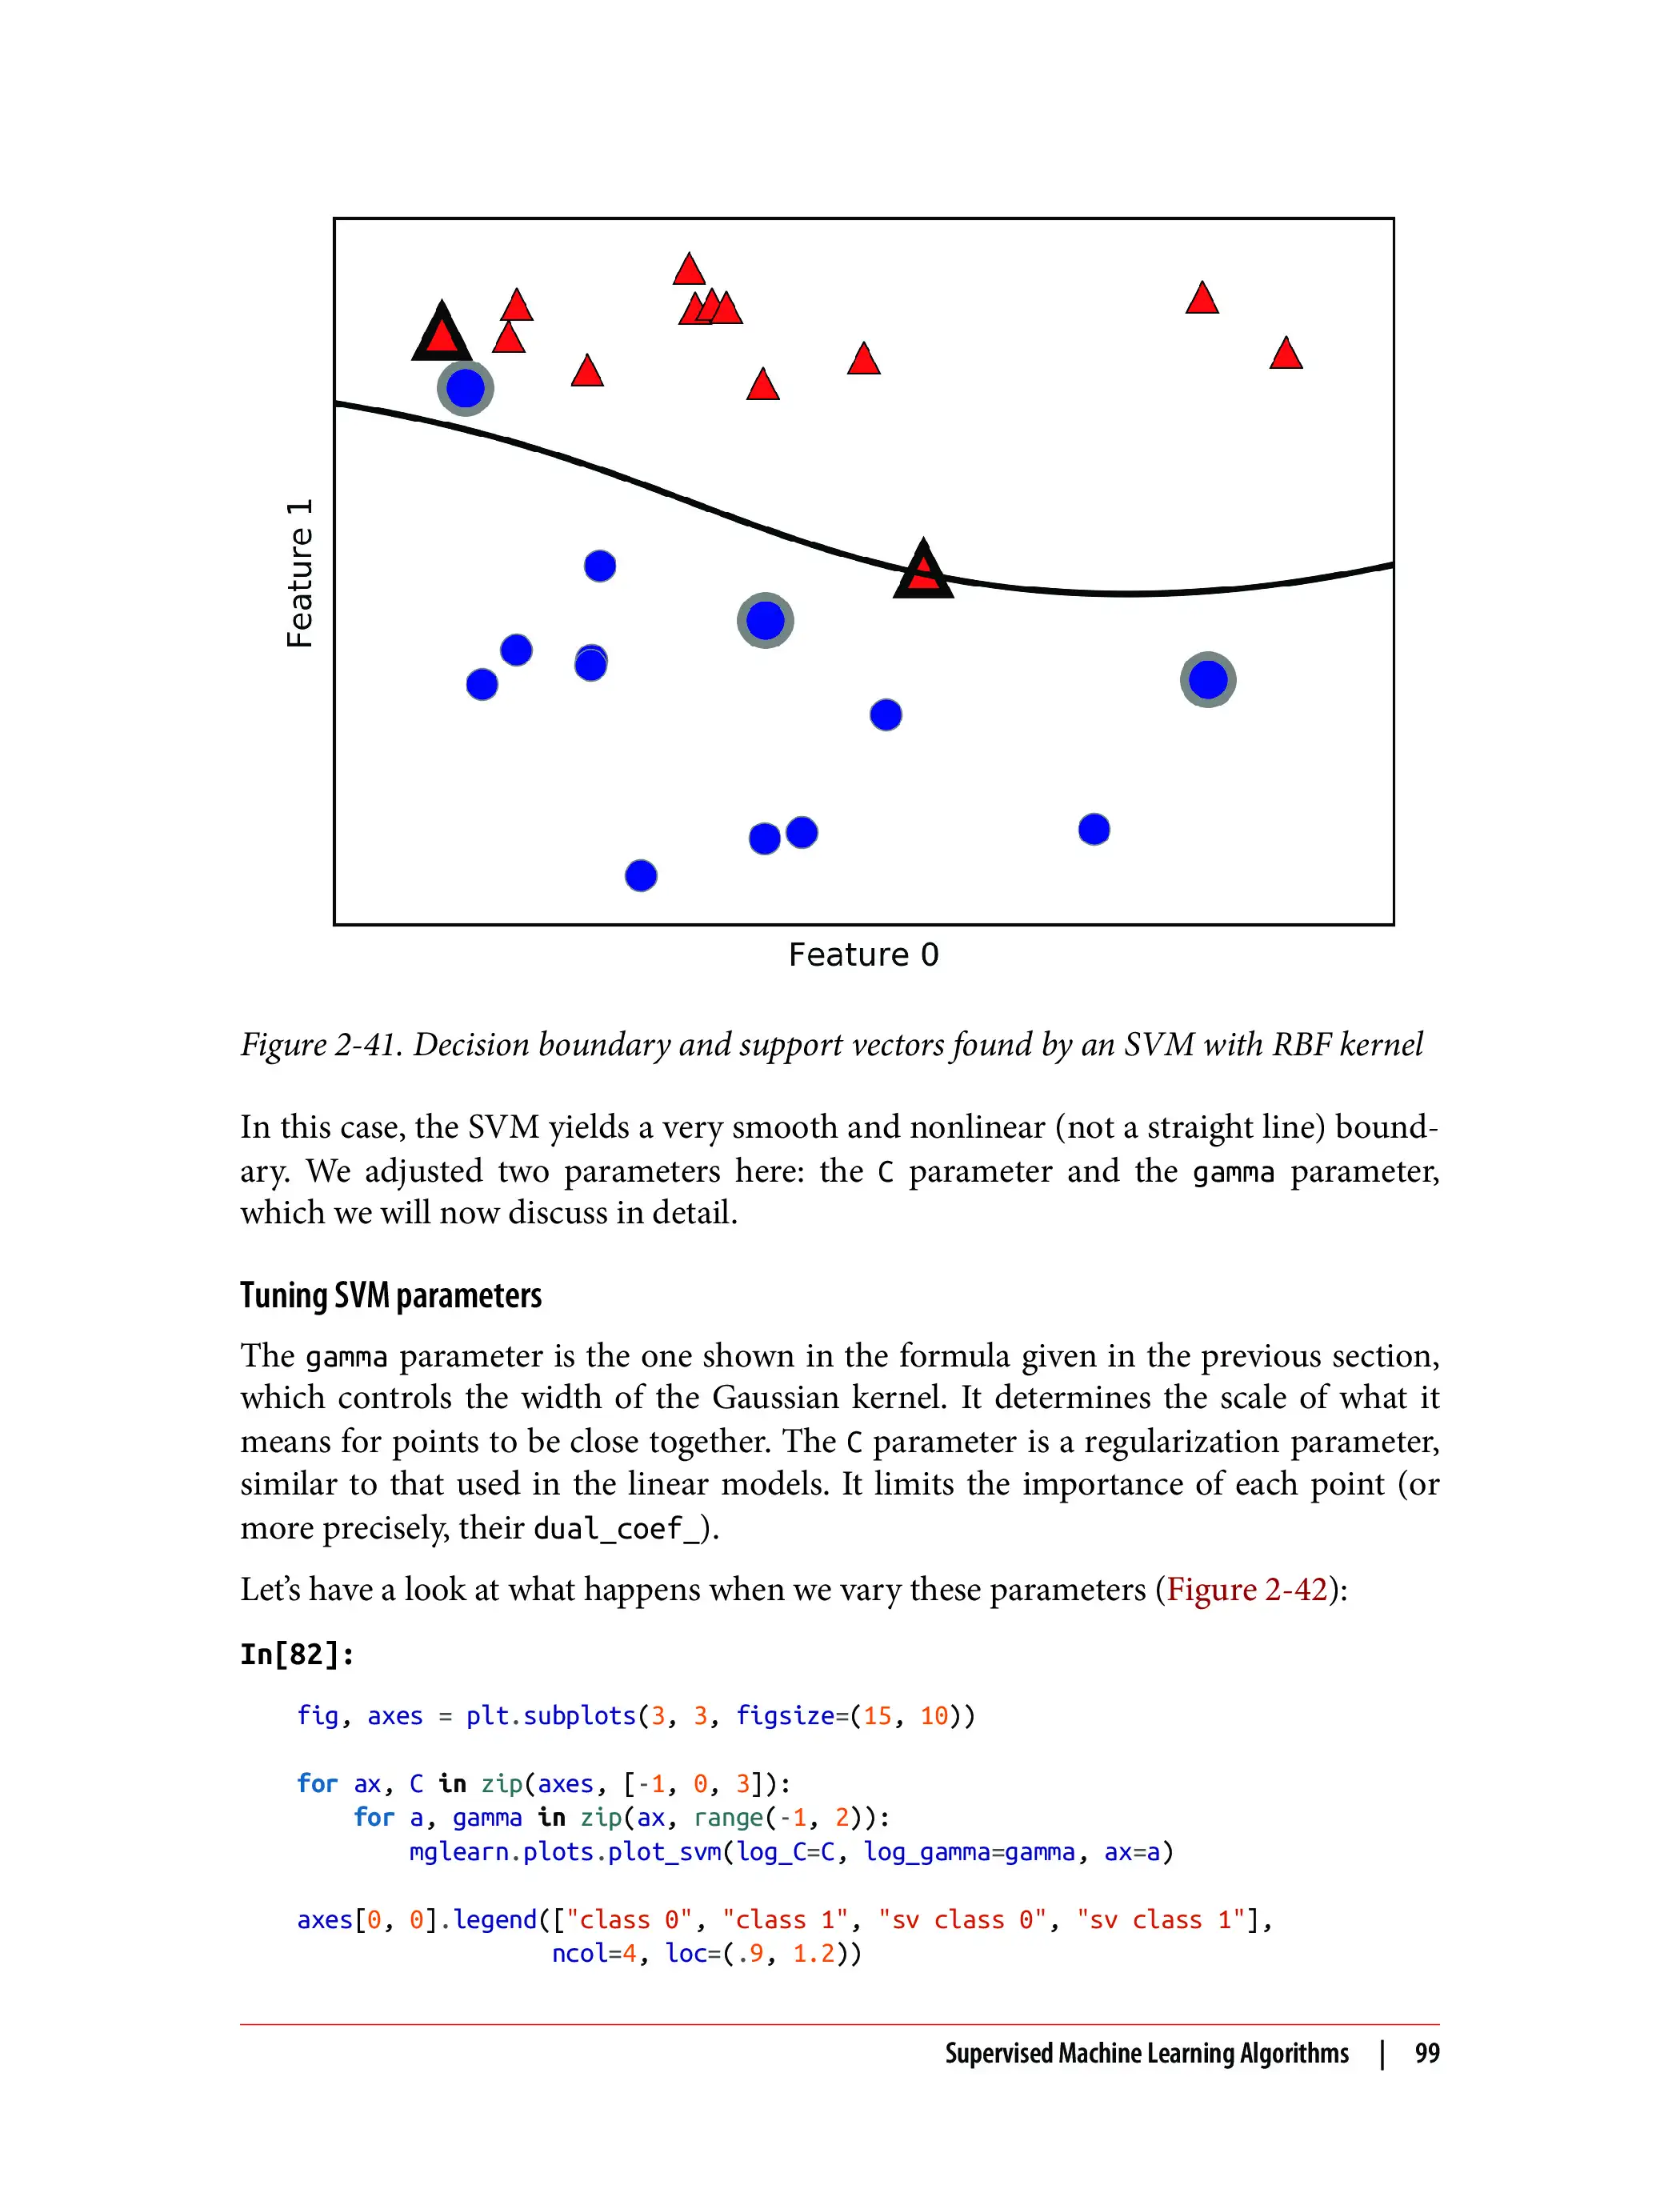 Feature 1
Feature 0
Figure 2-41. Decision boundary and support vectors found by an SVM with RBF kernel
In this case, the SVM yields a very smooth and nonlinear (not a straight line) bound-
ary. We adjusted two parameters here: the C parameter and the gamma parameter,
which we will now discuss in detail.
Tuning SVM parameters
The gamma parameter is the one shown in the formula given in the previous section,
which controls the width of the Gaussian kernel. It determines the scale of what it
means for points to be close together. The C parameter is a regularization parameter,
similar to that used in the linear models. It limits the importance of each point (or
more precisely, their dual_coef_).
Let’s have a look at what happens when we vary these parameters (Figure 2-42):
In[82]:
fig, axes = plt.subplots(3, 3, figsize=(15, 10))
for ax, C in zip(axes, [-1, 0, 3]):
    for a, gamma in zip(ax, range(-1, 2)):
        mglearn.plots.plot_svm(log_C=C, log_gamma=gamma, ax=a)
axes[0, 0].legend(["class 0", "class 1", "sv class 0", "sv class 1"],
                  ncol=4, loc=(.9, 1.2))
Supervised Machine Learning Algorithms | 99